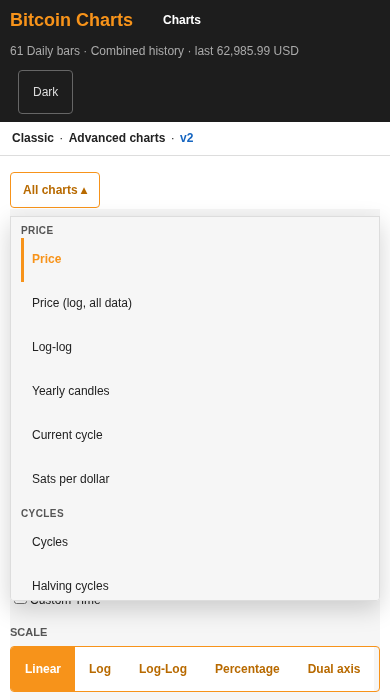 Bitcoin Charts Charts
61 Daily bars · Combined history · last 62,985.99 USD
Dark
Classic · Advanced charts · v2
All charts ▴
PRICE
Price
Price (log, all data)
Log-log
Yearly candles
Current cycle
Sats per dollar
CYCLES
Cycles
Halving cycles
Custom Time
SCALE
Linear Log Log-Log Percentage Dual axis